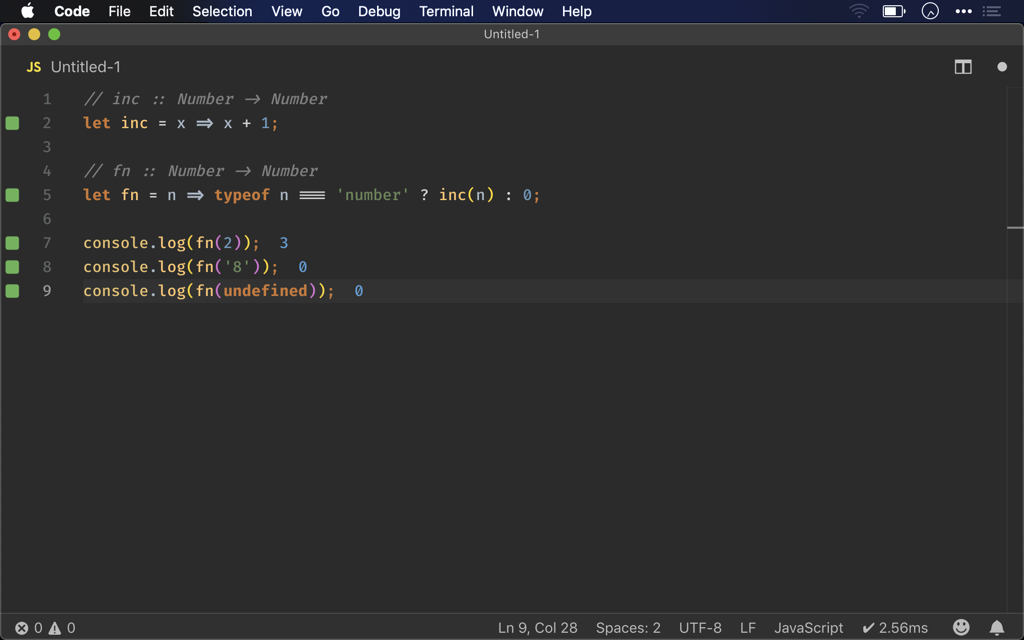 Code File Edit Selection View Go Debug Terminal Window Help
Untitled-1
JS Untitled-1
1 // inc :: Number -> Number
2 let inc = x => x + 1;
3
4 // fn :: Number -> Number
5 let fn = n => typeof n === 'number' ? inc(n) : 0;
6
7 console.log(fn(2)); 3
8 console.log(fn('8')); 0
9 console.log(fn(undefined)); 0
0 0 Ln 9, Col 28 Spaces: 2 UTF-8 LF JavaScript ✔ 2.56ms